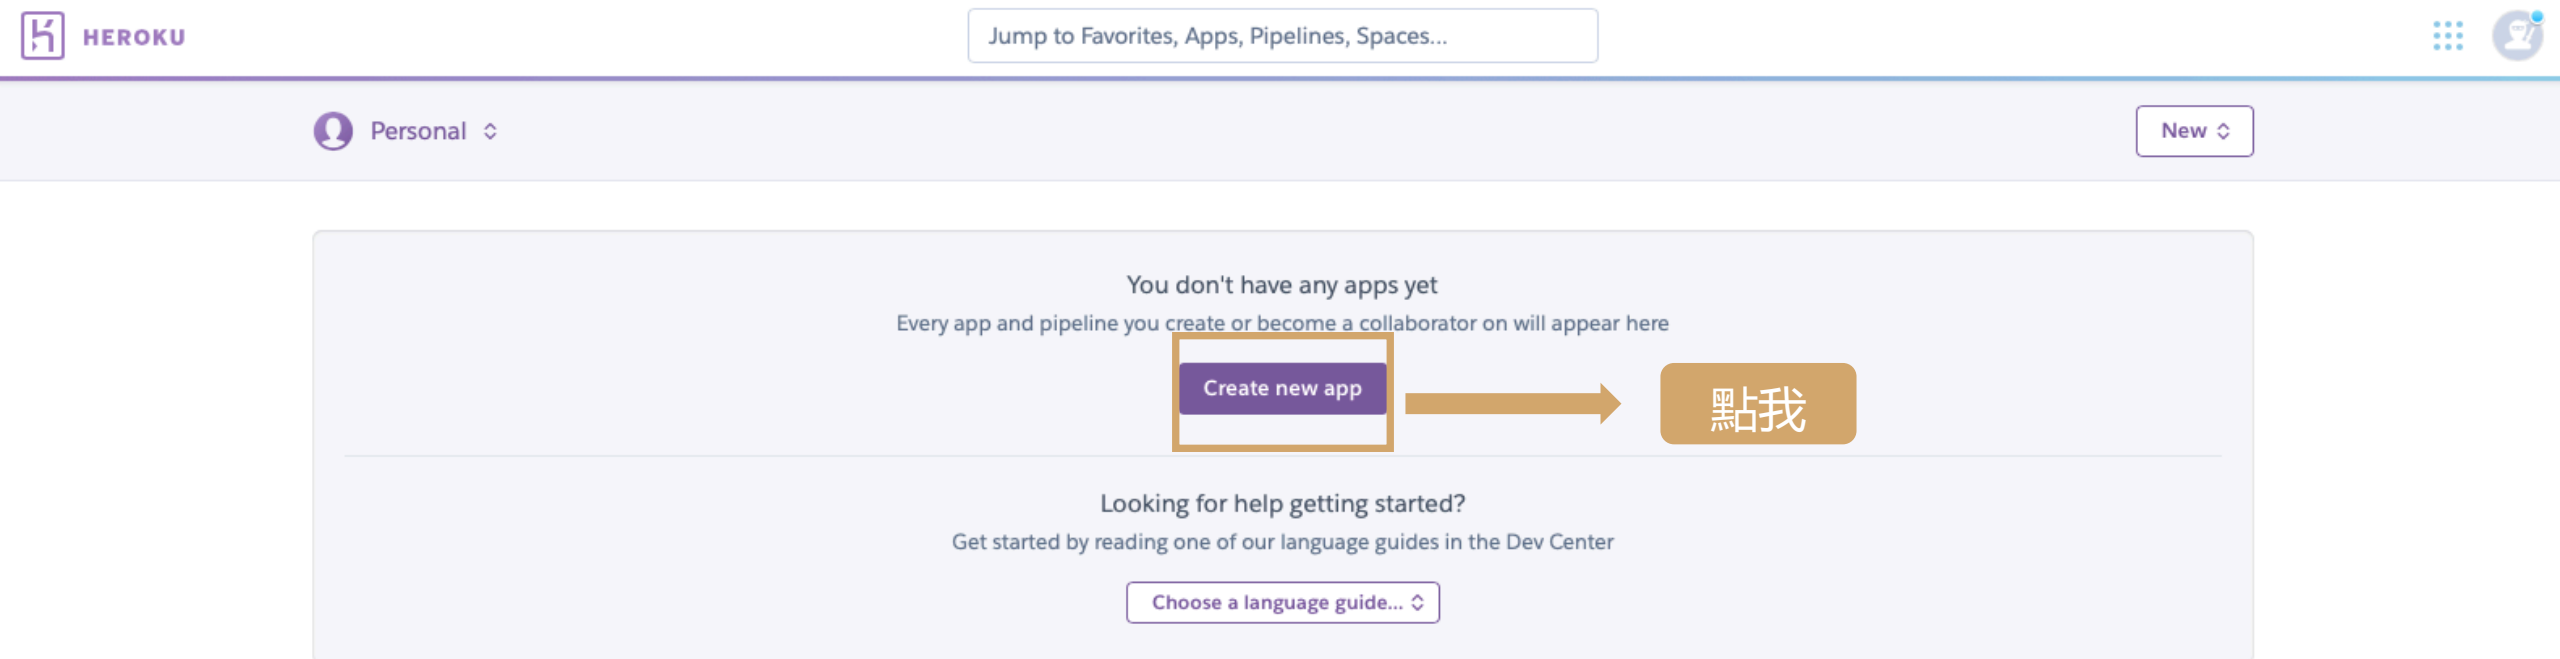 HEROKU
Jump to Favorites, Apps, Pipelines, Spaces...
Personal
New
You don't have any apps yet
Every app and pipeline you create or become a collaborator on will appear here
Create new app
點我
Looking for help getting started?
Get started by reading one of our language guides in the Dev Center
Choose a language guide...